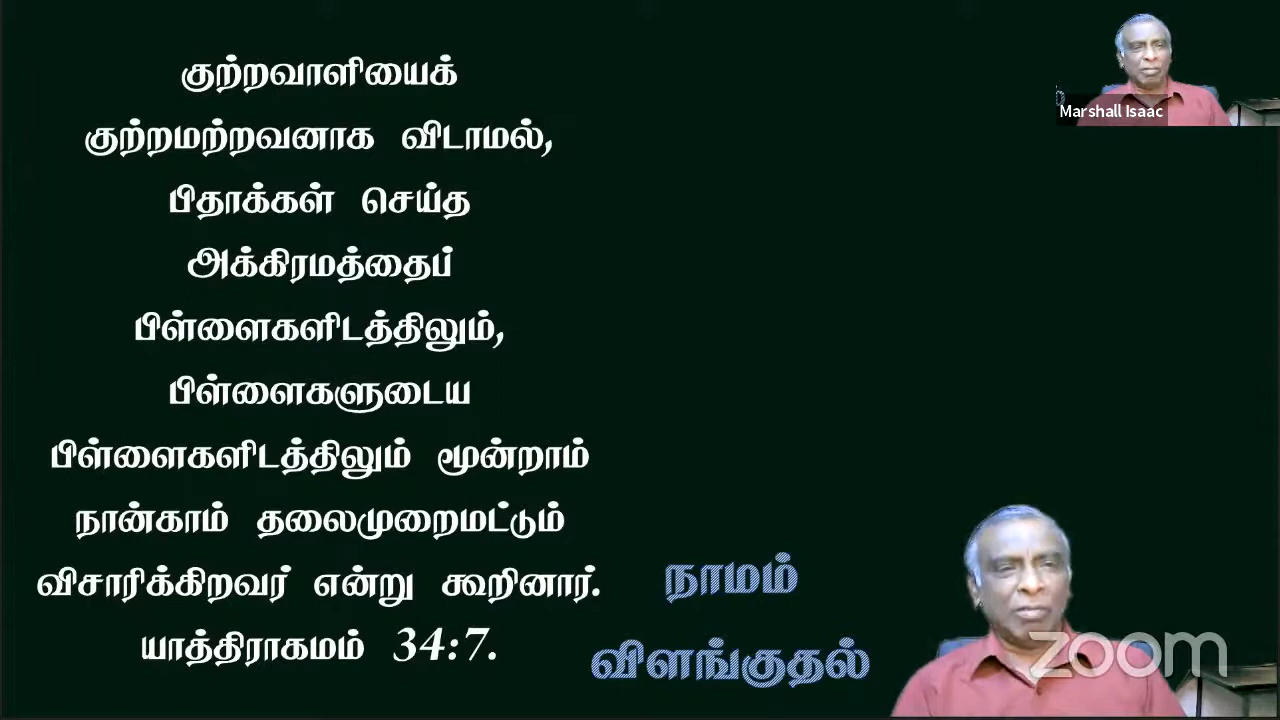 குற்றவாளியைக்
குற்றமற்றவனாக விடாமல்,
பிதாக்கள் செய்த
அக்கிரமத்தைப்
பிள்ளைகளிடத்திலும்,
பிள்ளைகளுடைய
பிள்ளைகளிடத்திலும் மூன்றாம்
நான்காம் தலைமுறைமட்டும்
விசாரிக்கிறவர் என்று கூறினார்.
யாத்திராகமம் 34:7.
நாமம்
விளங்குதல்
Marshall Isaac
zoom